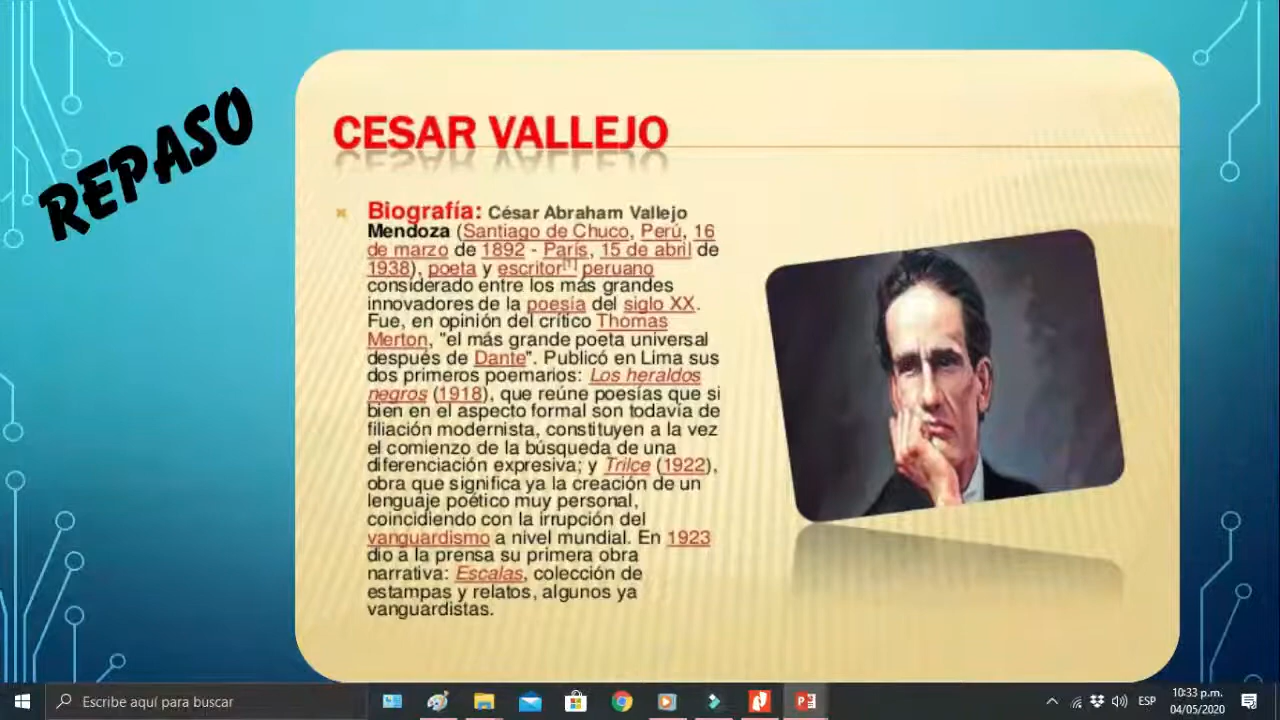 REPASO
CESAR VALLEJO
Biografía: César Abraham Vallejo
Mendoza (Santiago de Chuco, Perú, 16
de marzo de 1892 - París, 15 de abril de
1938), poeta y escritor[1] peruano
considerado entre los más grandes
innovadores de la poesía del siglo XX.
Fue, en opinión del crítico Thomas
Merton, "el más grande poeta universal
después de Dante". Publicó en Lima sus
dos primeros poemarios: Los heraldos
negros (1918), que reúne poesías que si
bien en el aspecto formal son todavía de
filiación modernista, constituyen a la vez
el comienzo de la búsqueda de una
diferenciación expresiva; y Trilce (1922),
obra que significa ya la creación de un
lenguaje poético muy personal,
coincidiendo con la irrupción del
vanguardismo a nivel mundial. En 1923
dio a la prensa su primera obra
narrativa: Escalas, colección de
estampas y relatos, algunos ya
vanguardistas.
Escribe aquí para buscar
ESP
10:33 p.m.
04/05/2020